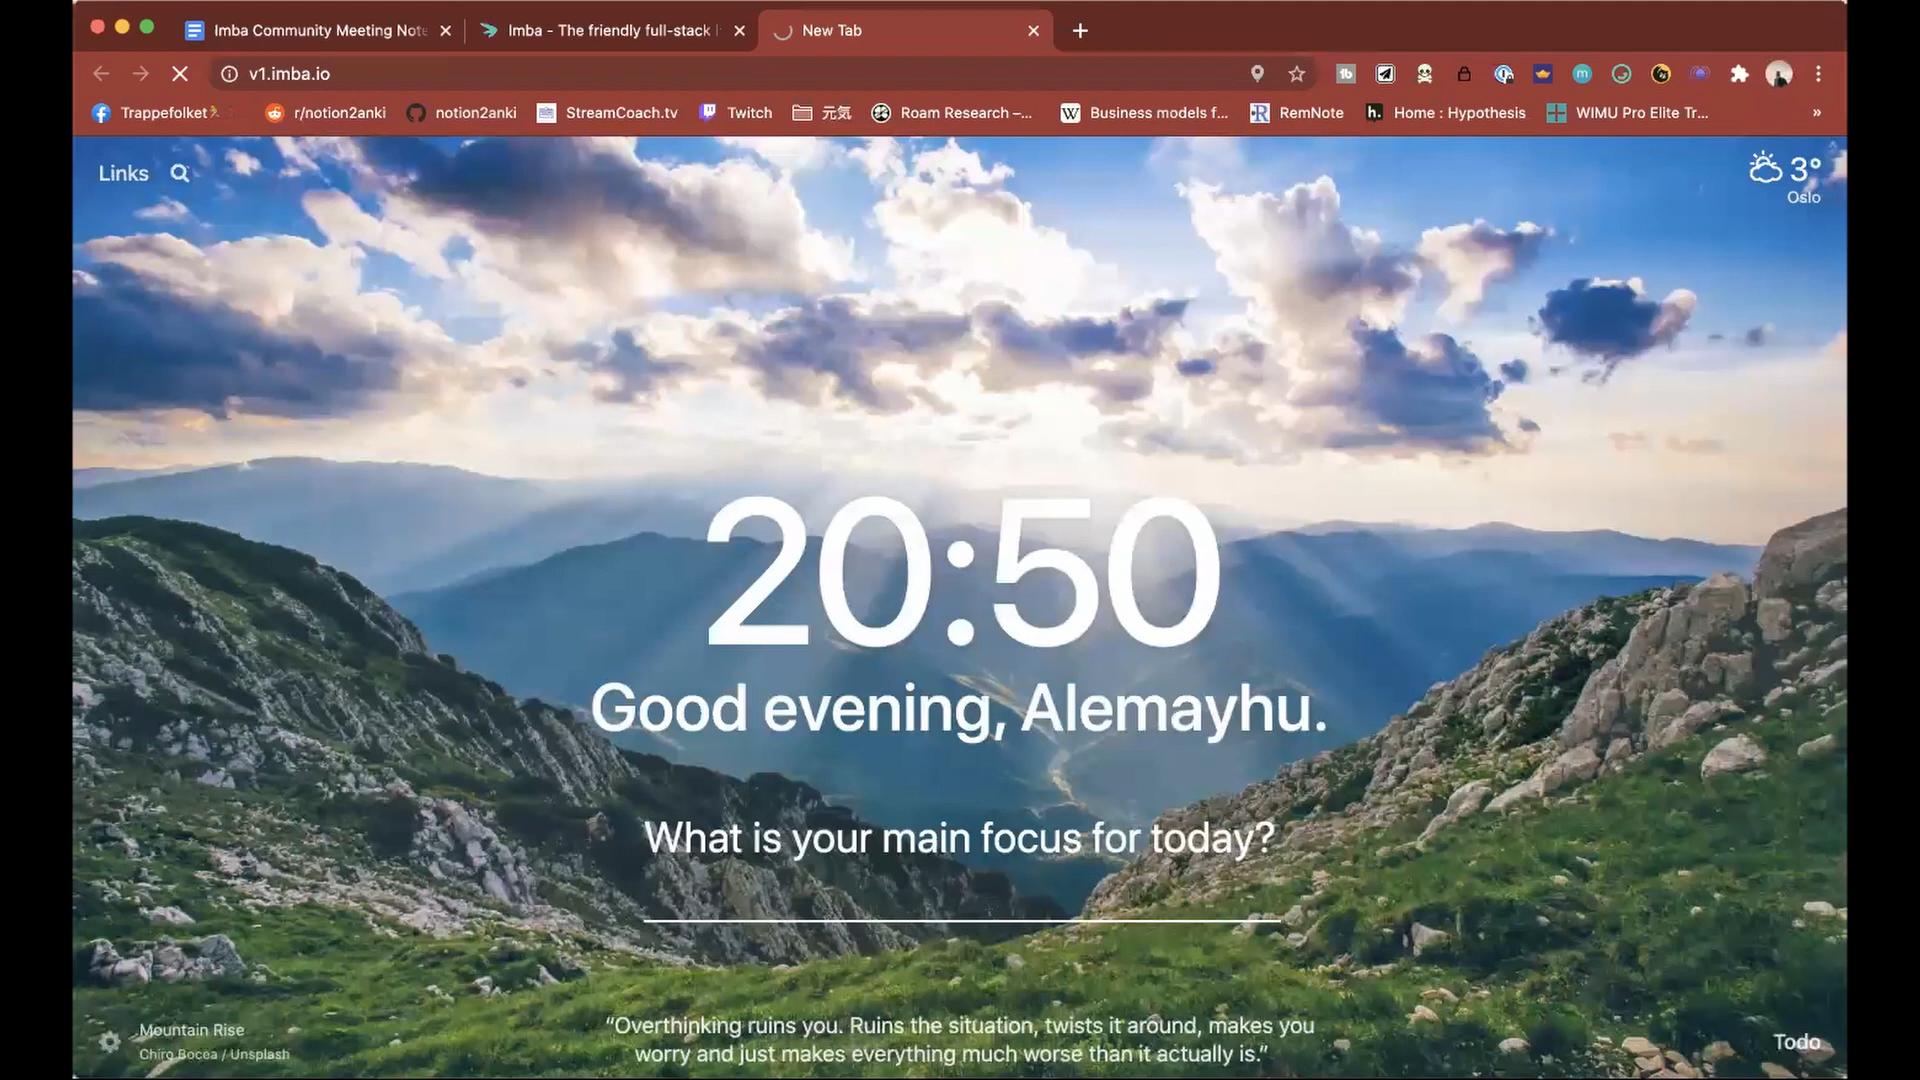 Imba Community Meeting Note
Imba - The friendly full-stack
New Tab
v1.imba.io
Trappefolket
r/notion2anki
notion2anki
StreamCoach.tv
Twitch
元気
Roam Research –...
Business models f...
RemNote
Home : Hypothesis
WIMU Pro Elite Tr...
»
Links
3°
Oslo
20:50
Good evening, Alemayhu.
What is your main focus for today?
“Overthinking ruins you. Ruins the situation, twists it around, makes you
worry and just makes everything much worse than it actually is.”
Mountain Rise
Chiro Bocea / Unsplash
Todo